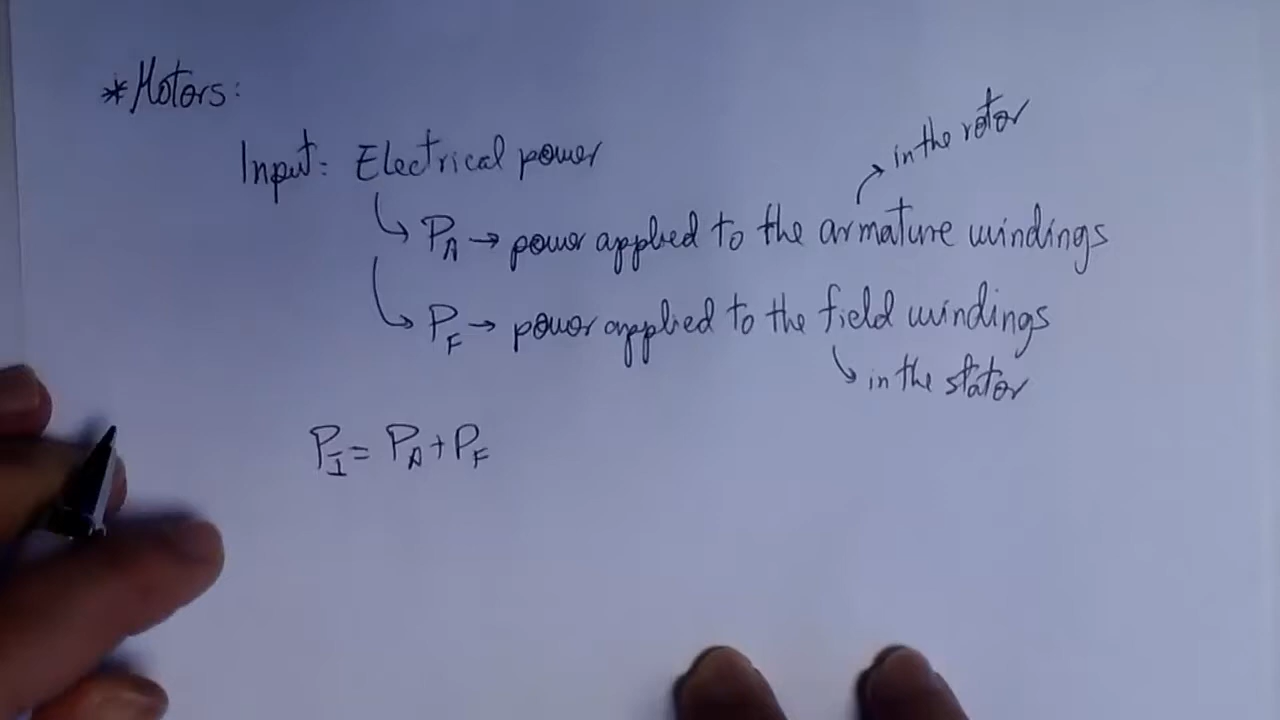 *Motors:
in the rotor
Input: Electrical power
P_A → power applied to the armature windings
P_F → power applied to the field windings
in the stator
P_I = P_A + P_F